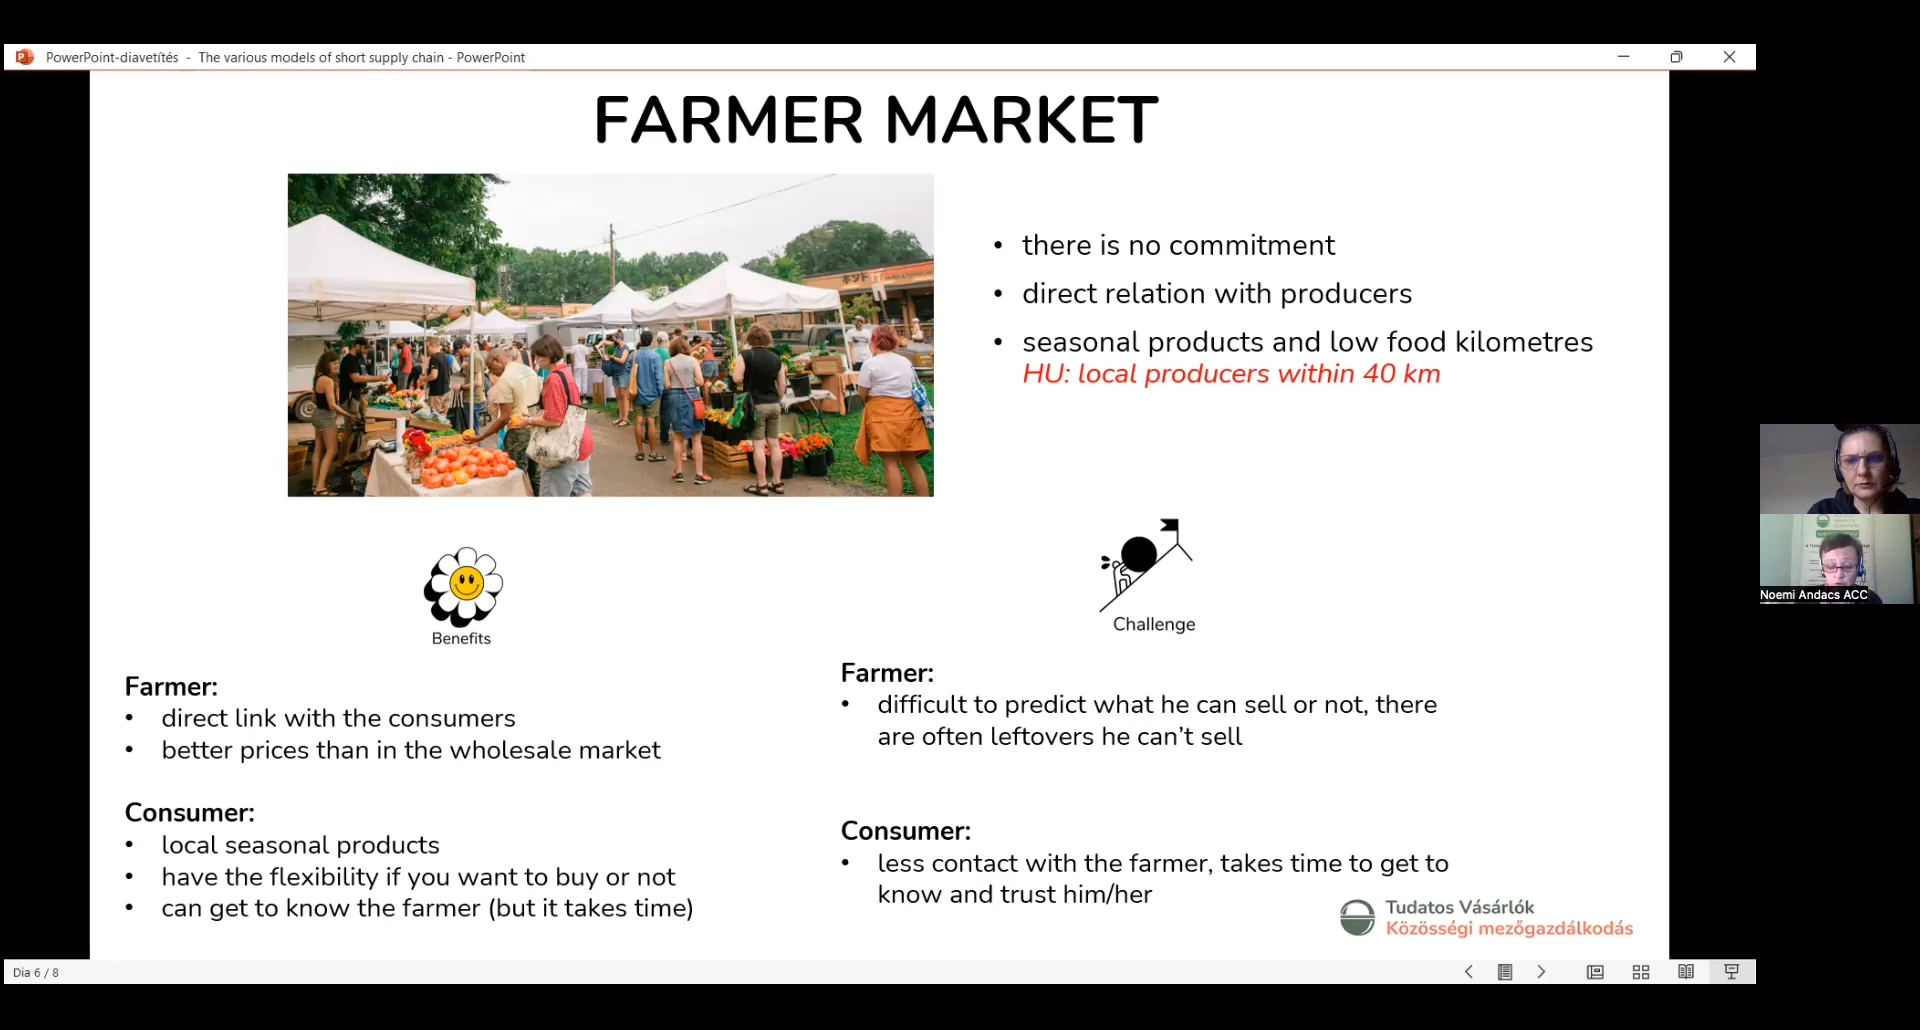 PowerPoint-diavetítés - The various models of short supply chain - PowerPoint
FARMER MARKET
• there is no commitment
• direct relation with producers
• seasonal products and low food kilometres
HU: local producers within 40 km
Benefits
Challenge
Farmer:
• direct link with the consumers
• better prices than in the wholesale market
Consumer:
• local seasonal products
• have the flexibility if you want to buy or not
• can get to know the farmer (but it takes time)
Farmer:
• difficult to predict what he can sell or not, there
are often leftovers he can't sell
Consumer:
• less contact with the farmer, takes time to get to
know and trust him/her
Tudatos Vásárlók
Közösségi mezőgazdálkodás
Noemi Andacs ACC
Dia 6 / 8